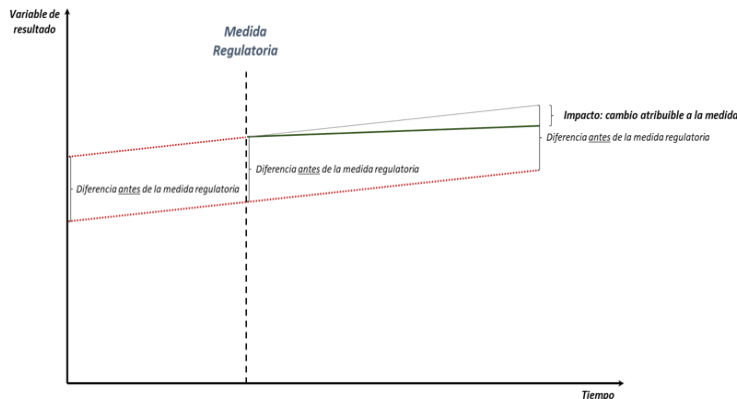 Variable de
resultado
Medida
Regulatoria
Impacto: cambio atribuible a la medida
Diferencia antes de la medida regulatoria
Diferencia antes de la medida regulatoria
Diferencia antes de la medida regulatoria
Tiempo